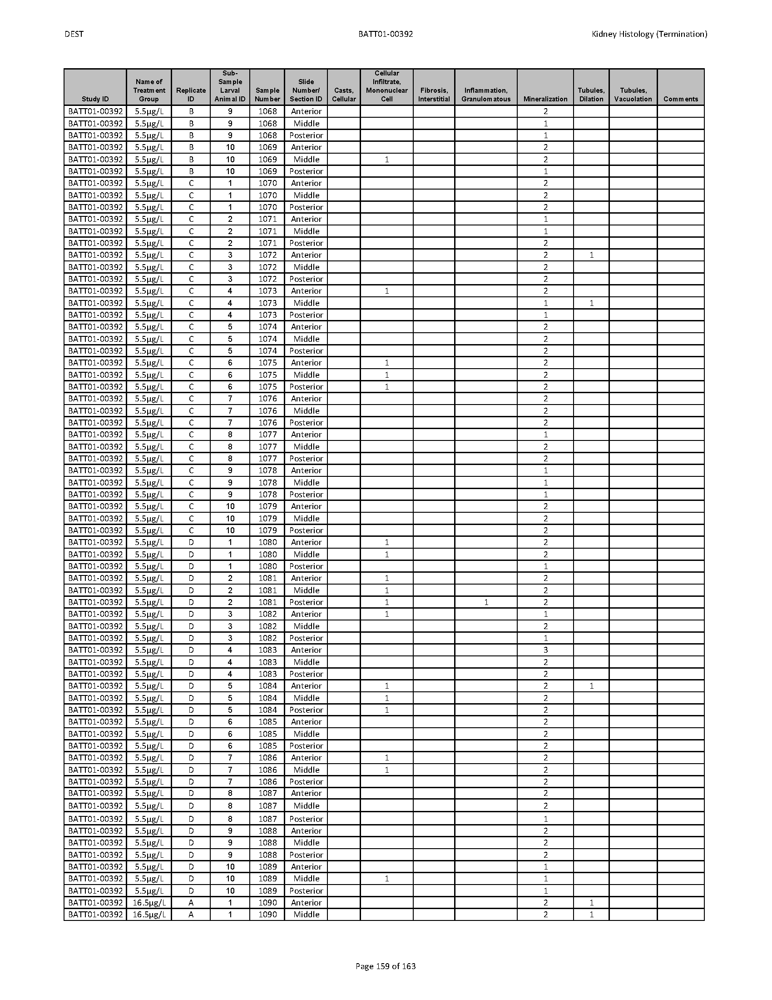 DEST BATT01-00392 Kidney Histology (Termination)
Study ID Name of Treatment Group Replicate ID Sub-Sample Larval Animal ID Sample Number Slide Number/ Section ID Casts, Cellular Cellular Infiltrate, Mononuclear Cell Fibrosis, Interstitial Inflammation, Granulomatous Mineralization Tubules, Dilation Tubules, Vacuolation Comments
BATT01-00392 5.5µg/L B 9 1068 Anterior 2
BATT01-00392 5.5µg/L B 9 1068 Middle 1
BATT01-00392 5.5µg/L B 9 1068 Posterior 1
BATT01-00392 5.5µg/L B 10 1069 Anterior 2
BATT01-00392 5.5µg/L B 10 1069 Middle 1 2
BATT01-00392 5.5µg/L B 10 1069 Posterior 1
BATT01-00392 5.5µg/L C 1 1070 Anterior 2
BATT01-00392 5.5µg/L C 1 1070 Middle 2
BATT01-00392 5.5µg/L C 1 1070 Posterior 2
BATT01-00392 5.5µg/L C 2 1071 Anterior 1
BATT01-00392 5.5µg/L C 2 1071 Middle 1
BATT01-00392 5.5µg/L C 2 1071 Posterior 2
BATT01-00392 5.5µg/L C 3 1072 Anterior 2 1
BATT01-00392 5.5µg/L C 3 1072 Middle 2
BATT01-00392 5.5µg/L C 3 1072 Posterior 2
BATT01-00392 5.5µg/L C 4 1073 Anterior 1 2
BATT01-00392 5.5µg/L C 4 1073 Middle 1 1
BATT01-00392 5.5µg/L C 4 1073 Posterior 1
BATT01-00392 5.5µg/L C 5 1074 Anterior 2
BATT01-00392 5.5µg/L C 5 1074 Middle 2
BATT01-00392 5.5µg/L C 5 1074 Posterior 2
BATT01-00392 5.5µg/L C 6 1075 Anterior 1 2
BATT01-00392 5.5µg/L C 6 1075 Middle 1 2
BATT01-00392 5.5µg/L C 6 1075 Posterior 1 2
BATT01-00392 5.5µg/L C 7 1076 Anterior 2
BATT01-00392 5.5µg/L C 7 1076 Middle 2
BATT01-00392 5.5µg/L C 7 1076 Posterior 2
BATT01-00392 5.5µg/L C 8 1077 Anterior 1
BATT01-00392 5.5µg/L C 8 1077 Middle 2
BATT01-00392 5.5µg/L C 8 1077 Posterior 2
BATT01-00392 5.5µg/L C 9 1078 Anterior 1
BATT01-00392 5.5µg/L C 9 1078 Middle 1
BATT01-00392 5.5µg/L C 9 1078 Posterior 1
BATT01-00392 5.5µg/L C 10 1079 Anterior 2
BATT01-00392 5.5µg/L C 10 1079 Middle 2
BATT01-00392 5.5µg/L C 10 1079 Posterior 2
BATT01-00392 5.5µg/L D 1 1080 Anterior 1 2
BATT01-00392 5.5µg/L D 1 1080 Middle 1 2
BATT01-00392 5.5µg/L D 1 1080 Posterior 1
BATT01-00392 5.5µg/L D 2 1081 Anterior 1 2
BATT01-00392 5.5µg/L D 2 1081 Middle 1 2
BATT01-00392 5.5µg/L D 2 1081 Posterior 1 1 2
BATT01-00392 5.5µg/L D 3 1082 Anterior 1 1
BATT01-00392 5.5µg/L D 3 1082 Middle 2
BATT01-00392 5.5µg/L D 3 1082 Posterior 1
BATT01-00392 5.5µg/L D 4 1083 Anterior 3
BATT01-00392 5.5µg/L D 4 1083 Middle 2
BATT01-00392 5.5µg/L D 4 1083 Posterior 2
BATT01-00392 5.5µg/L D 5 1084 Anterior 1 2 1
BATT01-00392 5.5µg/L D 5 1084 Middle 1 2
BATT01-00392 5.5µg/L D 5 1084 Posterior 1 2
BATT01-00392 5.5µg/L D 6 1085 Anterior 2
BATT01-00392 5.5µg/L D 6 1085 Middle 2
BATT01-00392 5.5µg/L D 6 1085 Posterior 2
BATT01-00392 5.5µg/L D 7 1086 Anterior 1 2
BATT01-00392 5.5µg/L D 7 1086 Middle 1 2
BATT01-00392 5.5µg/L D 7 1086 Posterior 2
BATT01-00392 5.5µg/L D 8 1087 Anterior 2
BATT01-00392 5.5µg/L D 8 1087 Middle 2
BATT01-00392 5.5µg/L D 8 1087 Posterior 1
BATT01-00392 5.5µg/L D 9 1088 Anterior 2
BATT01-00392 5.5µg/L D 9 1088 Middle 2
BATT01-00392 5.5µg/L D 9 1088 Posterior 2
BATT01-00392 5.5µg/L D 10 1089 Anterior 1
BATT01-00392 5.5µg/L D 10 1089 Middle 1 1
BATT01-00392 5.5µg/L D 10 1089 Posterior 1
BATT01-00392 16.5µg/L A 1 1090 Anterior 2 1
BATT01-00392 16.5µg/L A 1 1090 Middle 2 1
Page 159 of 163